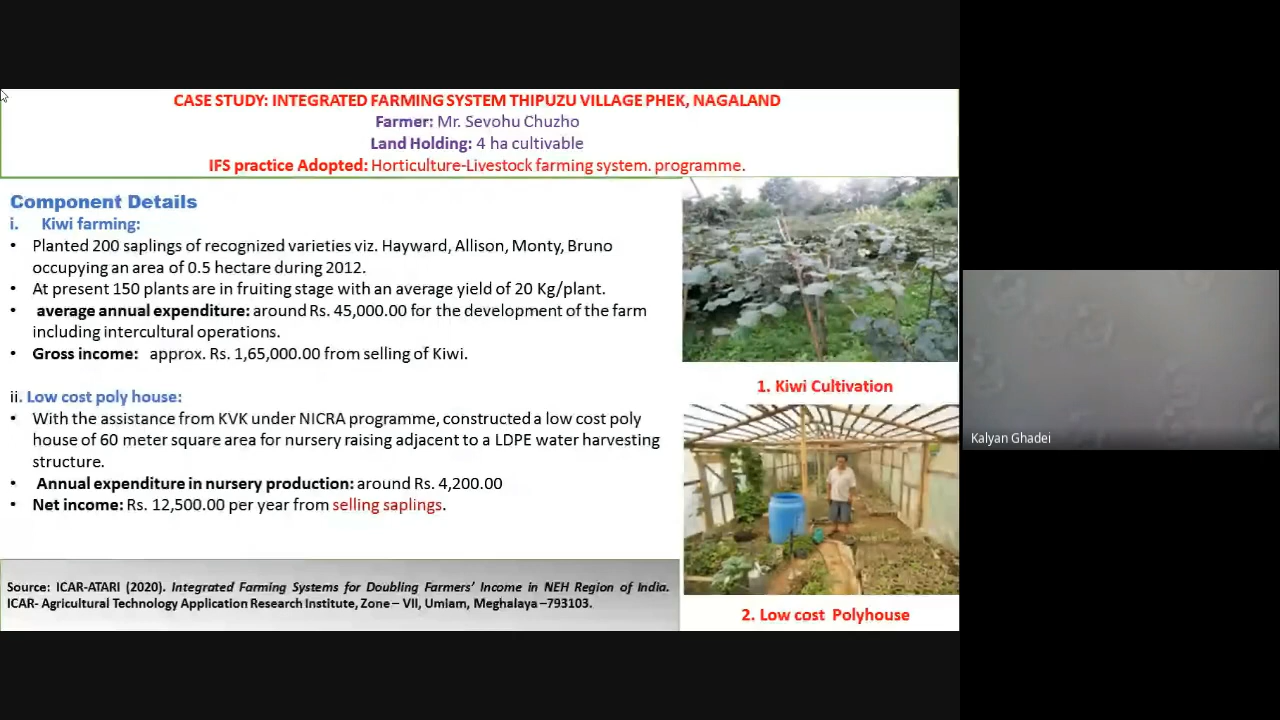 CASE STUDY: INTEGRATED FARMING SYSTEM THIPUZU VILLAGE PHEK, NAGALAND
Farmer: Mr. Sevohu Chuzho
Land Holding: 4 ha cultivable
IFS practice Adopted: Horticulture-Livestock farming system. programme.
Component Details
i. Kiwi farming:
• Planted 200 saplings of recognized varieties viz. Hayward, Allison, Monty, Bruno
occupying an area of 0.5 hectare during 2012.
• At present 150 plants are in fruiting stage with an average yield of 20 Kg/plant.
• average annual expenditure: around Rs. 45,000.00 for the development of the farm
including intercultural operations.
• Gross income: approx. Rs. 1,65,000.00 from selling of Kiwi.
ii. Low cost poly house:
• With the assistance from KVK under NICRA programme, constructed a low cost poly
house of 60 meter square area for nursery raising adjacent to a LDPE water harvesting
structure.
• Annual expenditure in nursery production: around Rs. 4,200.00
• Net income: Rs. 12,500.00 per year from selling saplings.
Source: ICAR-ATARI (2020). Integrated Farming Systems for Doubling Farmers' Income in NEH Region of India.
ICAR- Agricultural Technology Application Research Institute, Zone – VII, Umiam, Meghalaya –793103.
1. Kiwi Cultivation
2. Low cost Polyhouse
Kalyan Ghadei